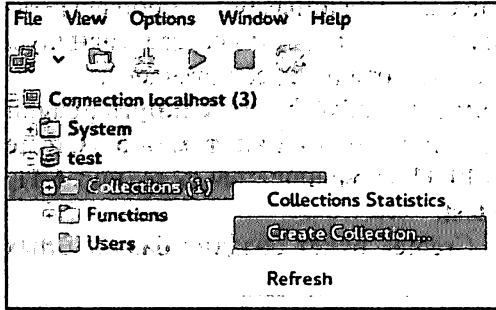 File View Options Window Help
Connection localhost (3)
System
test
Collections (1)
Collections Statistics
Create Collection...
Functions
Users
Refresh